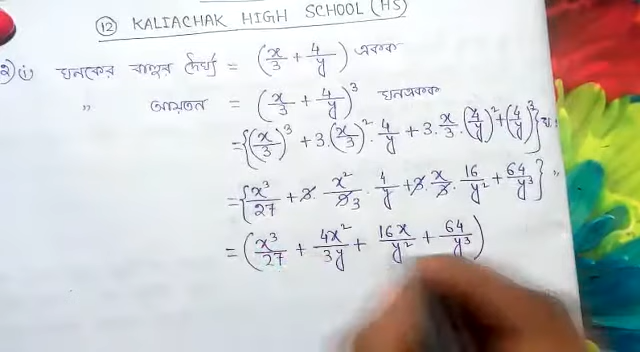 (12) KALIACHAK HIGH SCHOOL (HS)
২) i) ঘনকের বাহুর দৈর্ঘ্য = (x/3 + 4/y) একক
" আয়তন = (x/3 + 4/y)³ ঘনএকক
= {(x/3)³ + 3.(x/3)². 4/y + 3. x/3. (4/y)² + (4/y)³} ঘ.
= {x³/27 + 3. x²/9 3 . 4/y + 3. x/3. 16/y² + 64/y³} "
= (x³/27 + 4x²/3y + 16x/y² + 64/y³)